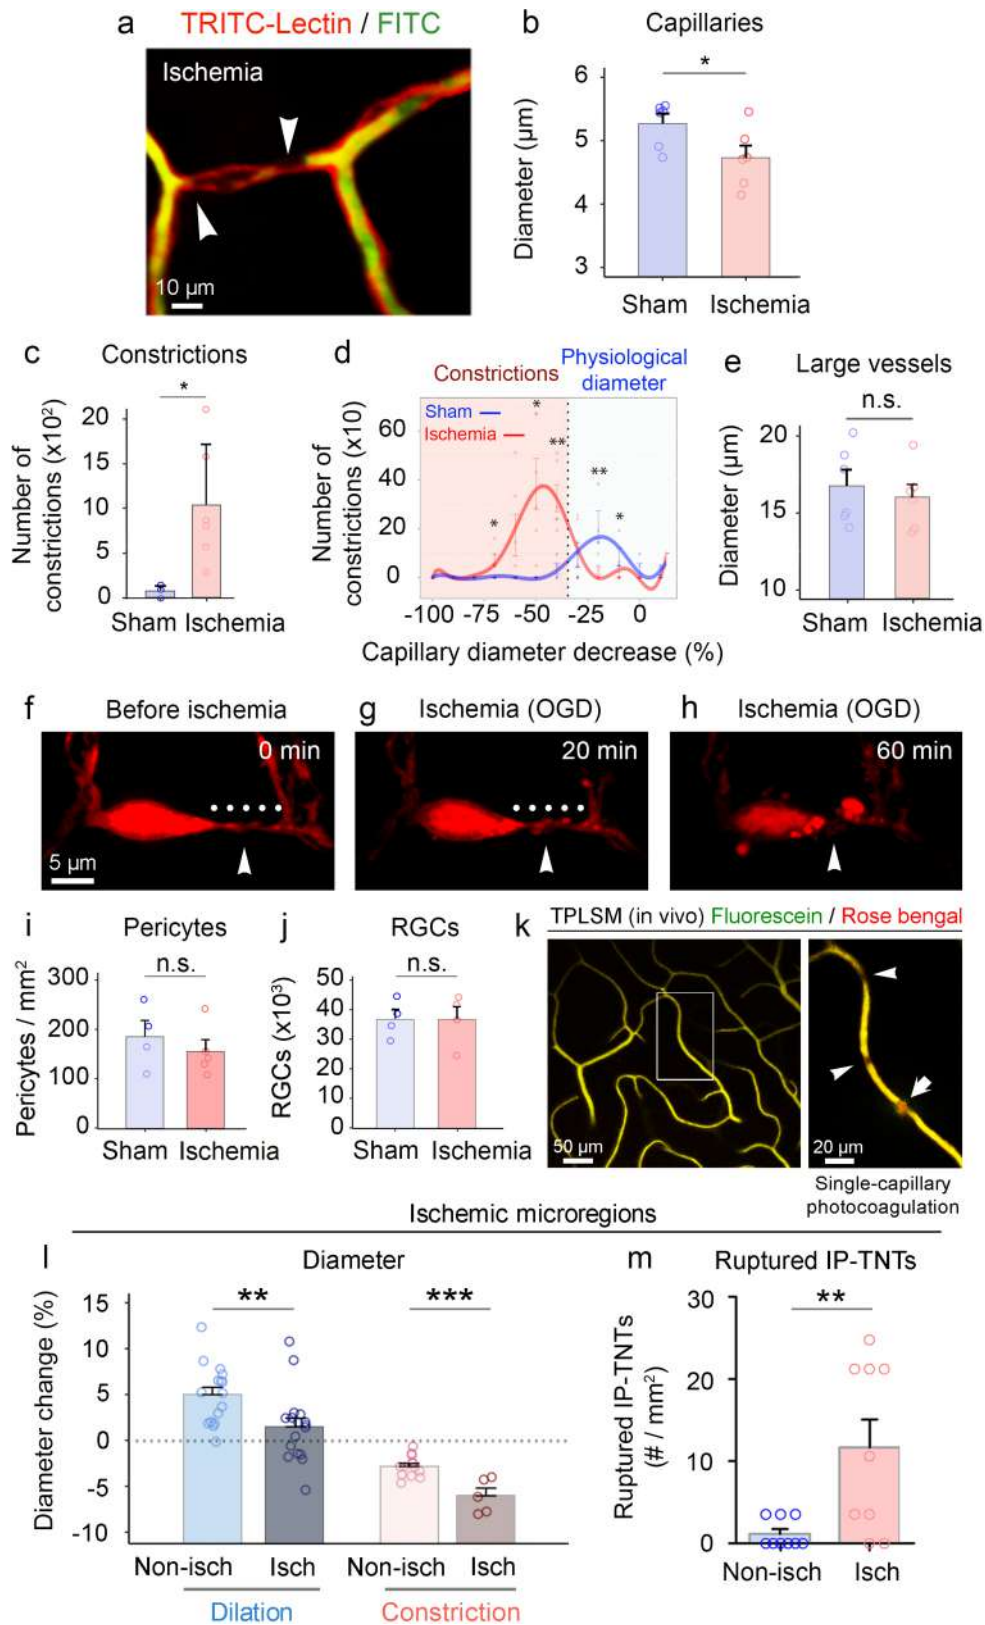 a TRITC-Lectin / FITC
Ischemia
10 µm
b Capillaries
*
Diameter (µm)
6
5
4
3
Sham Ischemia
c Constrictions
*
Number of
constrictions (x10²)
20
15
10
5
0
Sham Ischemia
d Constrictions Physiological
diameter
Sham
Ischemia
Number of
constrictions (x10)
60
40
20
0
*
*
**
**
*
-100 -75 -50 -25 0
Capillary diameter decrease (%)
e Large vessels
n.s.
Diameter (µm)
20
15
10
Sham Ischemia
f Before ischemia
0 min
5 µm
g Ischemia (OGD)
20 min
h Ischemia (OGD)
60 min
i Pericytes
n.s.
Pericytes / mm²
300
200
100
0
Sham Ischemia
j RGCs
n.s.
RGCs (x10³)
50
40
30
20
10
0
Sham Ischemia
k TPLSM (in vivo) Fluorescein / Rose bengal
50 µm
20 µm
Single-capillary
photocoagulation
Ischemic microregions
l Diameter
** ***
Diameter change (%)
15
10
5
0
-5
-10
Non-isch Isch Non-isch Isch
Dilation Constriction
m Ruptured IP-TNTs
**
Ruptured IP-TNTs
(# / mm²)
30
20
10
0
Non-isch Isch